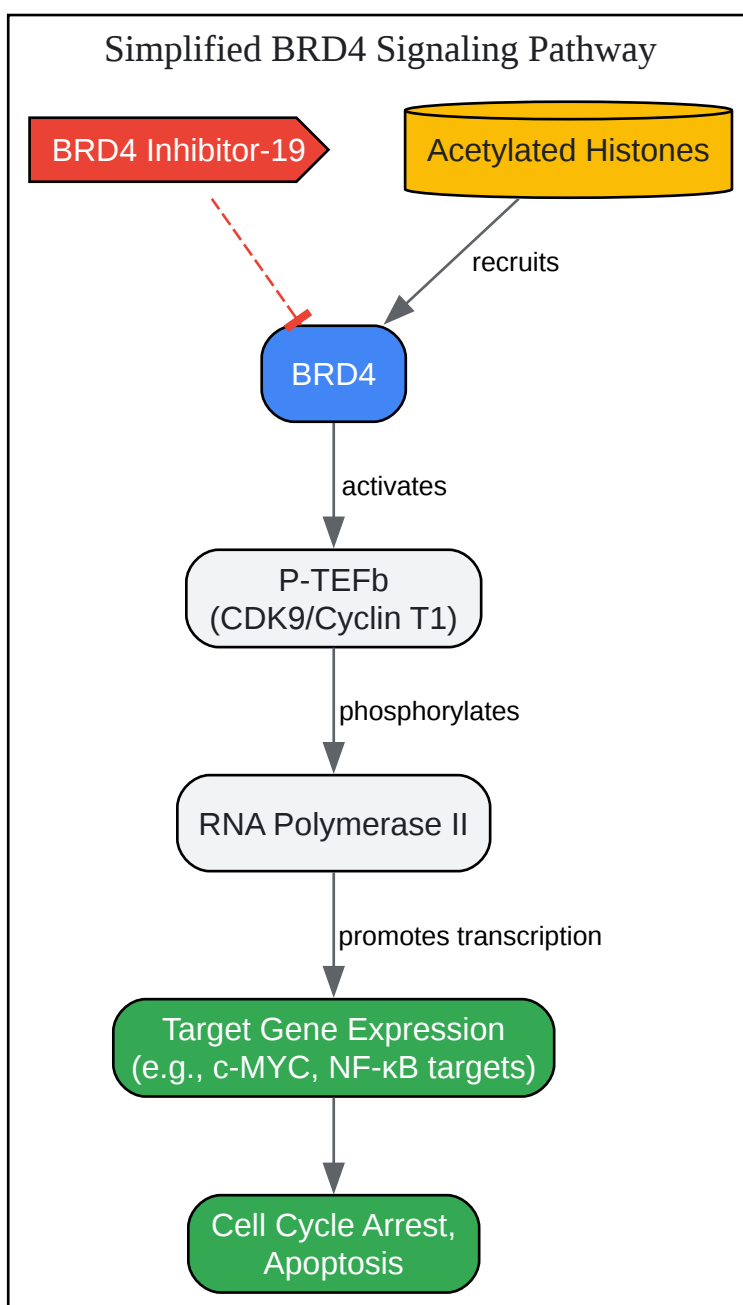 Simplified BRD4 Signaling Pathway
BRD4 Inhibitor-19
Acetylated Histones
recruits
BRD4
activates
P-TEFb
(CDK9/Cyclin T1)
phosphorylates
RNA Polymerase II
promotes transcription
Target Gene Expression
(e.g., c-MYC, NF-κB targets)
Cell Cycle Arrest,
Apoptosis